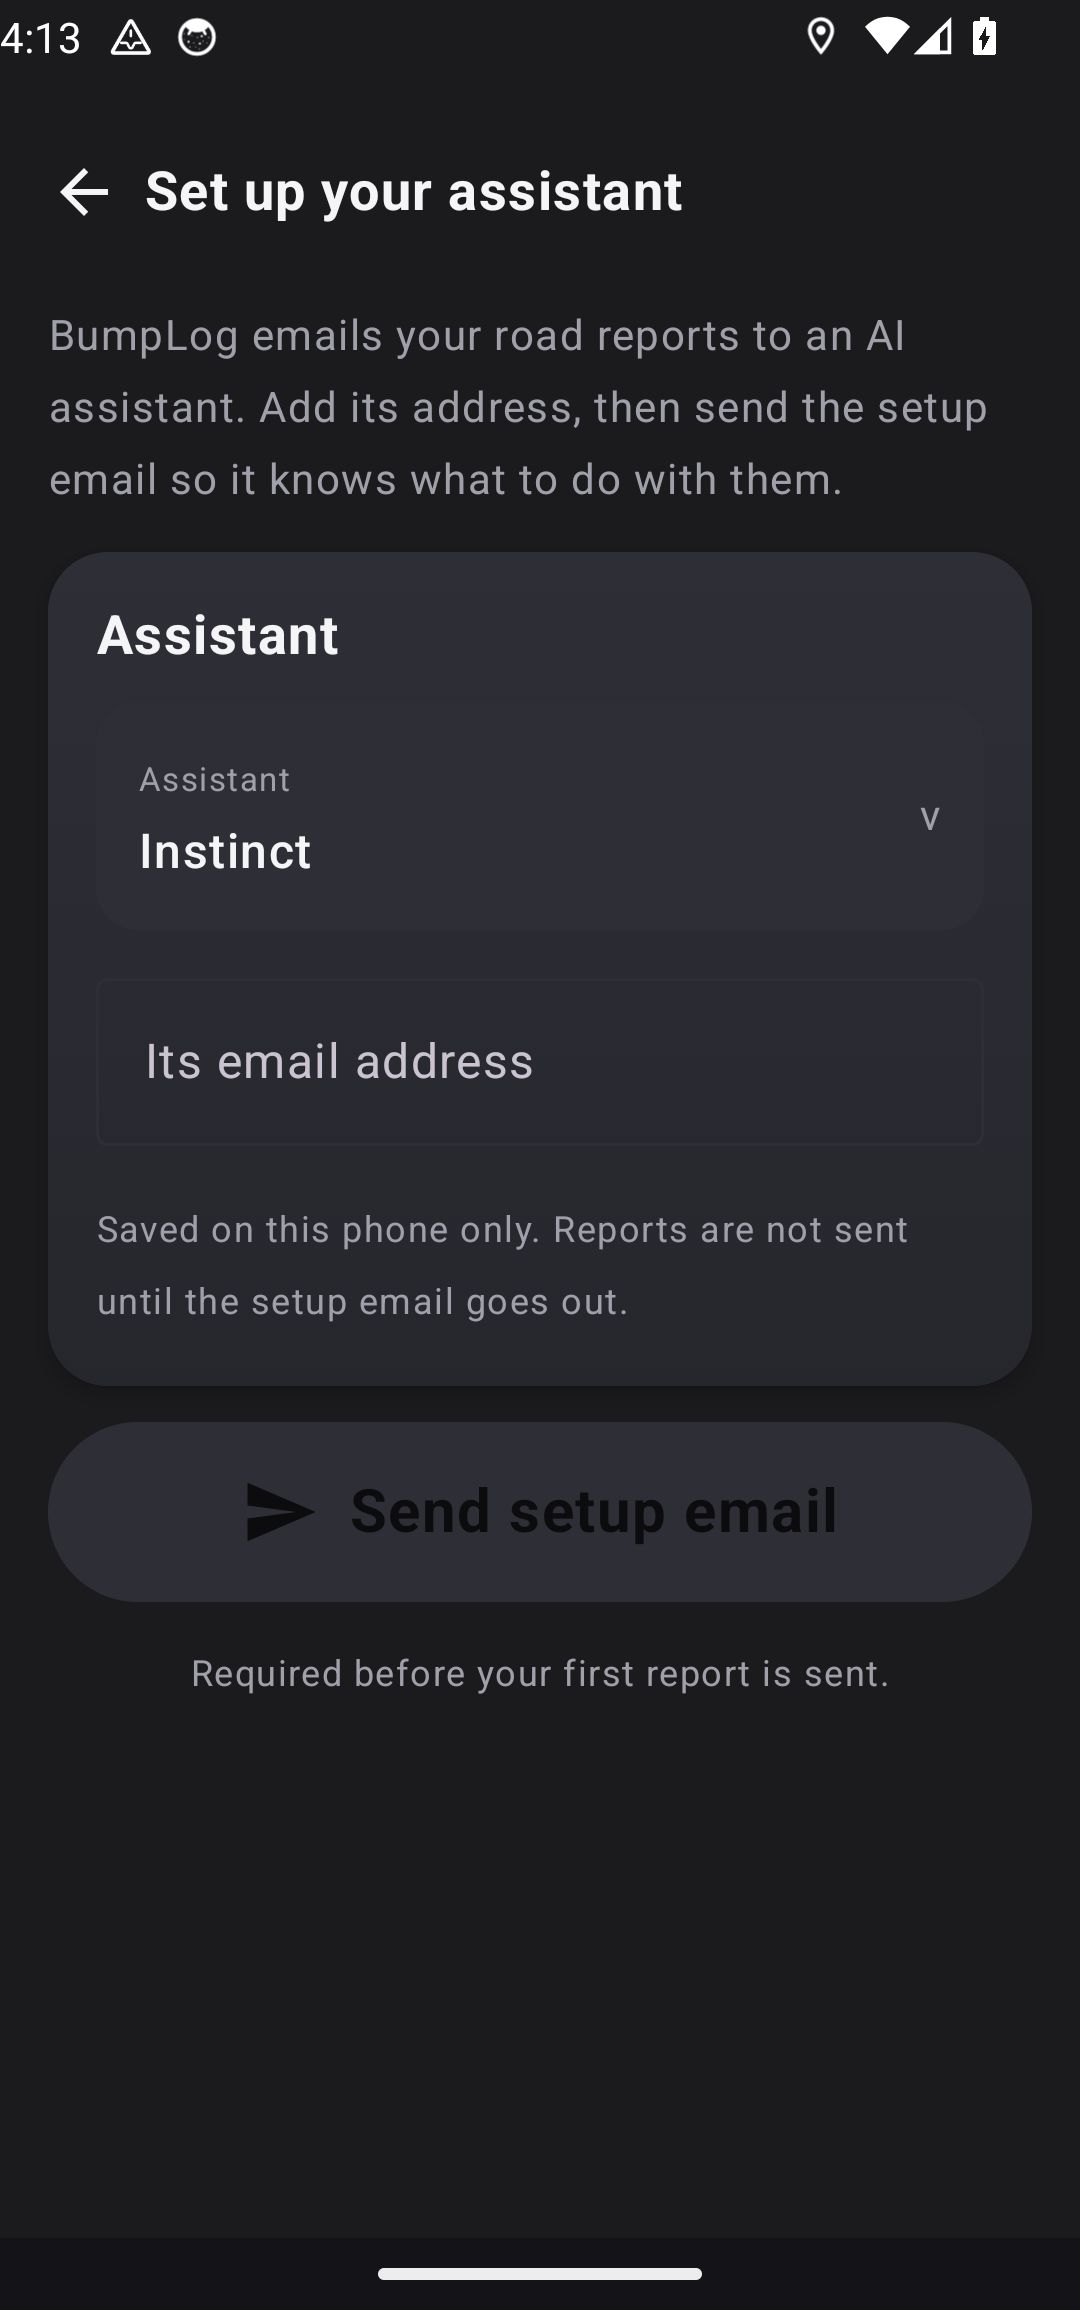 4:13
Set up your assistant
BumpLog emails your road reports to an AI
assistant. Add its address, then send the setup
email so it knows what to do with them.
Assistant
Assistant
Instinct
v
Its email address
Saved on this phone only. Reports are not sent
until the setup email goes out.
Send setup email
Required before your first report is sent.